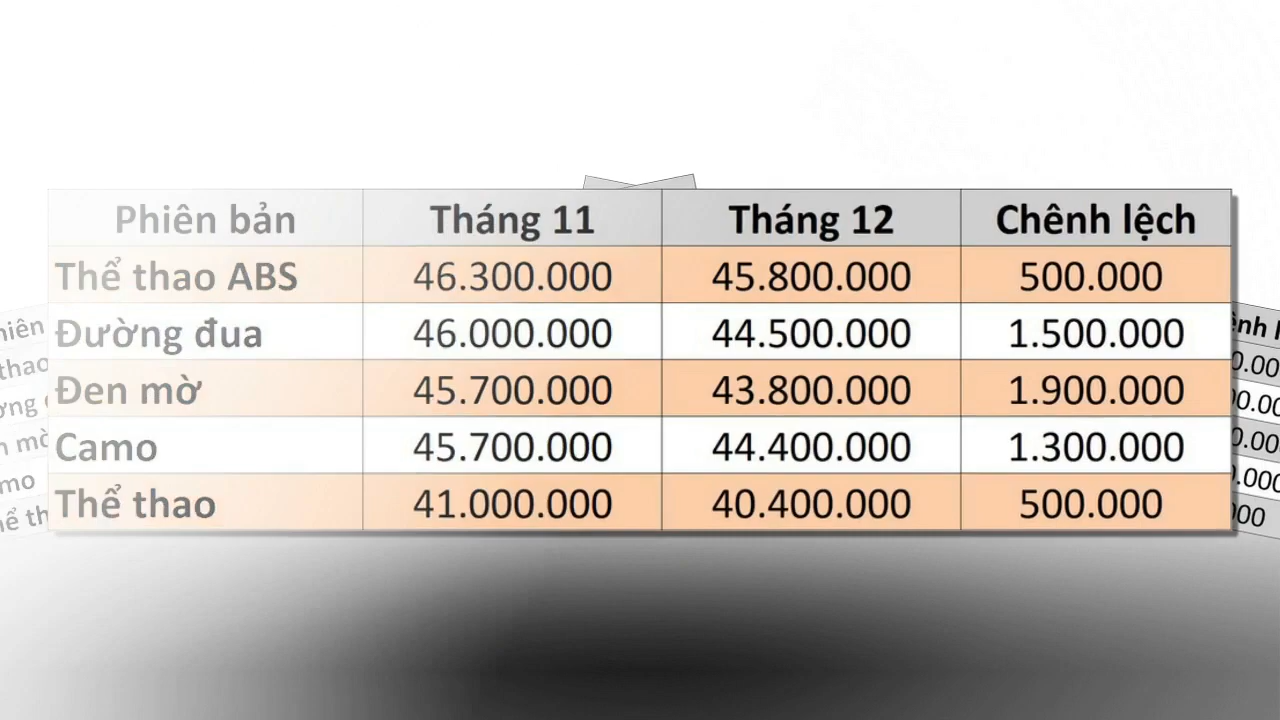 Phiên bản Tháng 11 Tháng 12 Chênh lệch
Thể thao ABS 46.300.000 45.800.000 500.000
Đường đua 46.000.000 44.500.000 1.500.000
Đen mờ 45.700.000 43.800.000 1.900.000
Camo 45.700.000 44.400.000 1.300.000
Thể thao 41.000.000 40.400.000 500.000